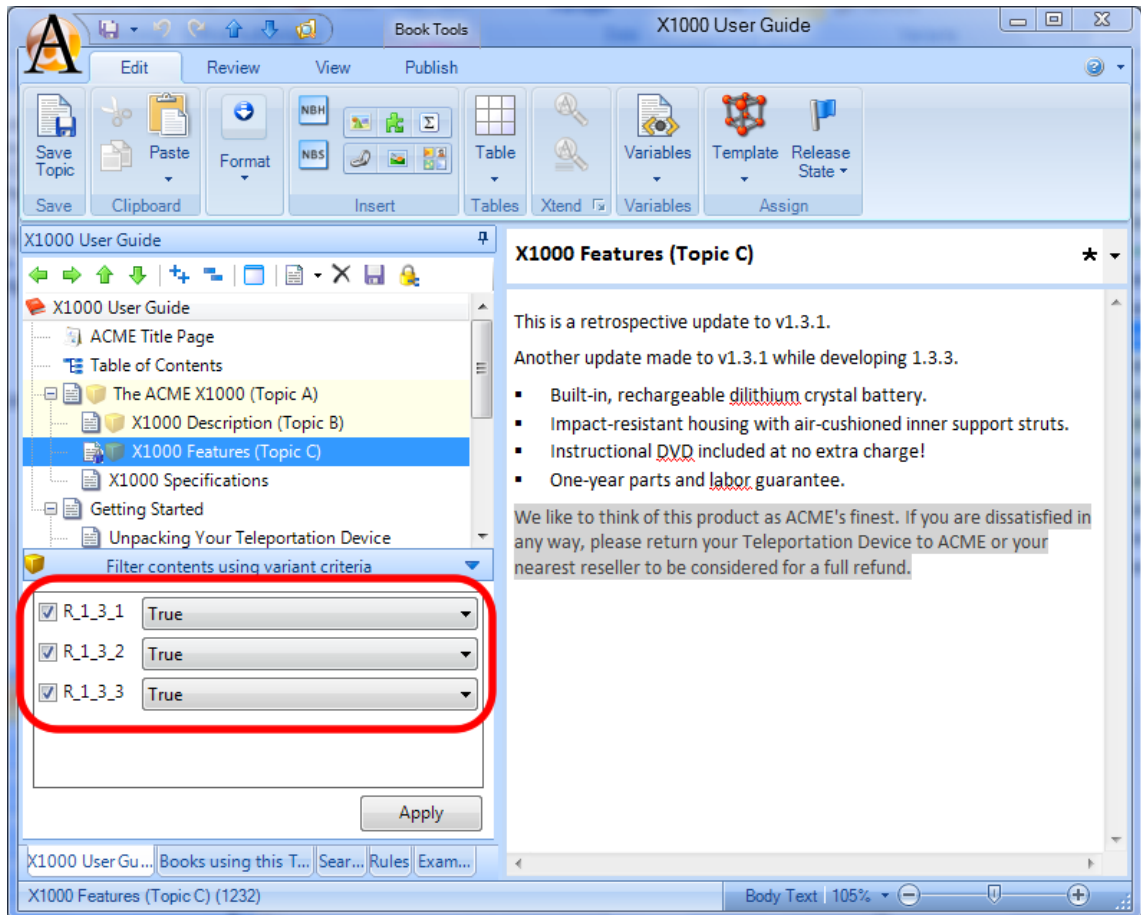 Book Tools
X1000 User Guide
Edit Review View Publish
Save Topic
Paste
Format
NBH
NBS
Σ
Table
Variables
Template
Release State
Save Clipboard Insert Tables Xtend Variables Assign
X1000 User Guide
X1000 User Guide
ACME Title Page
Table of Contents
The ACME X1000 (Topic A)
X1000 Description (Topic B)
X1000 Features (Topic C)
X1000 Specifications
Getting Started
Unpacking Your Teleportation Device
Filter contents using variant criteria
R_1_3_1 True
R_1_3_2 True
R_1_3_3 True
Apply
X1000 User Gu... Books using this T... Sear... Rules Exam...
X1000 Features (Topic C)
This is a retrospective update to v1.3.1.
Another update made to v1.3.1 while developing 1.3.3.
▪ Built-in, rechargeable dilithium crystal battery.
▪ Impact-resistant housing with air-cushioned inner support struts.
▪ Instructional DVD included at no extra charge!
▪ One-year parts and labor guarantee.
We like to think of this product as ACME's finest. If you are dissatisfied in
any way, please return your Teleportation Device to ACME or your
nearest reseller to be considered for a full refund.
X1000 Features (Topic C) (1232)
Body Text 105%